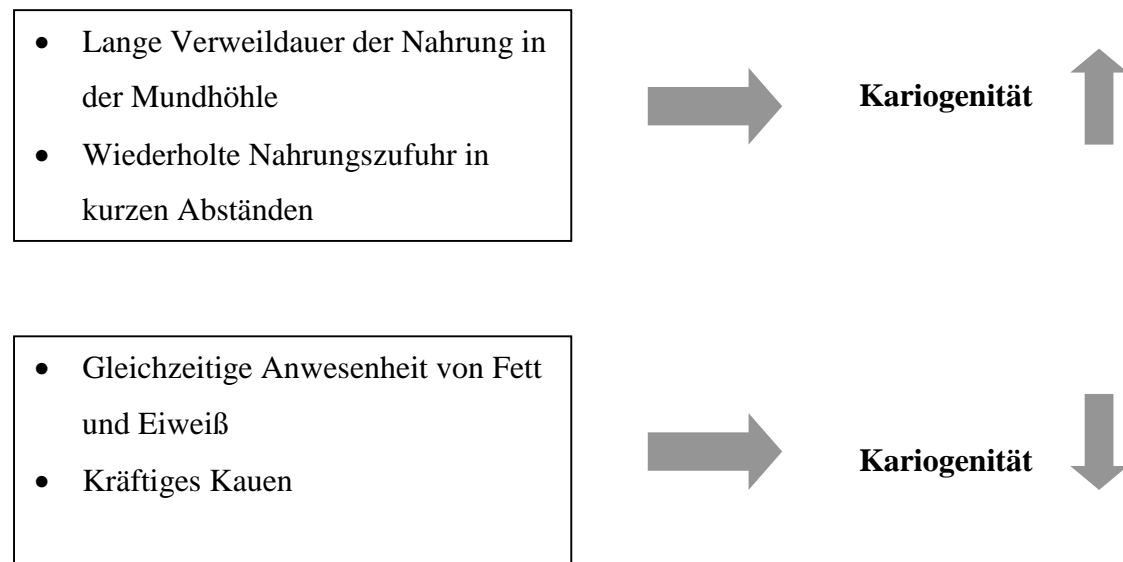 • Lange Verweildauer der Nahrung in
der Mundhöhle
• Wiederholte Nahrungszufuhr in
kurzen Abständen
Kariogenität
• Gleichzeitige Anwesenheit von Fett
und Eiweiß
• Kräftiges Kauen
Kariogenität